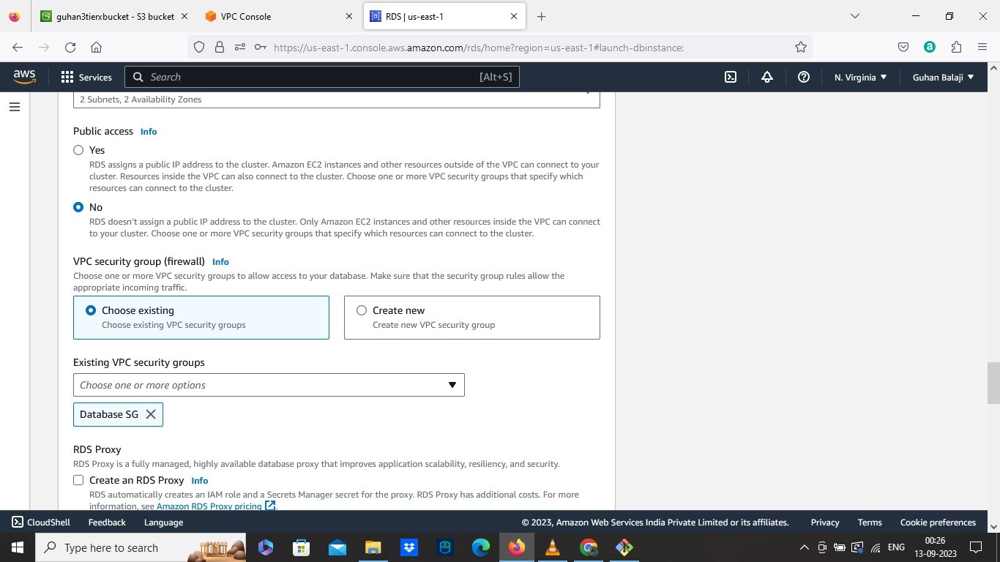 guhan3tierxbucket - S3 bucket
VPC Console
RDS | us-east-1
https://us-east-1.console.aws.amazon.com/rds/home?region=us-east-1#launch-dbinstance:
aws
Services
Search
[Alt+S]
N. Virginia
Guhan Balaji
2 Subnets, 2 Availability Zones
Public access Info
Yes
RDS assigns a public IP address to the cluster. Amazon EC2 instances and other resources outside of the VPC can connect to your
cluster. Resources inside the VPC can also connect to the cluster. Choose one or more VPC security groups that specify which
resources can connect to the cluster.
No
RDS doesn't assign a public IP address to the cluster. Only Amazon EC2 instances and other resources inside the VPC can connect
to your cluster. Choose one or more VPC security groups that specify which resources can connect to the cluster.
VPC security group (firewall) Info
Choose one or more VPC security groups to allow access to your database. Make sure that the security group rules allow the
appropriate incoming traffic.
Choose existing
Choose existing VPC security groups
Create new
Create new VPC security group
Existing VPC security groups
Choose one or more options
Database SG
RDS Proxy
RDS Proxy is a fully managed, highly available database proxy that improves application scalability, resiliency, and security.
Create an RDS Proxy Info
RDS automatically creates an IAM role and a Secrets Manager secret for the proxy. RDS Proxy has additional costs. For more
information, see Amazon RDS Proxy pricing.
CloudShell
Feedback
Language
© 2023, Amazon Web Services India Private Limited or its affiliates.
Privacy
Terms
Cookie preferences
Type here to search
ENG
00:26
13-09-2023